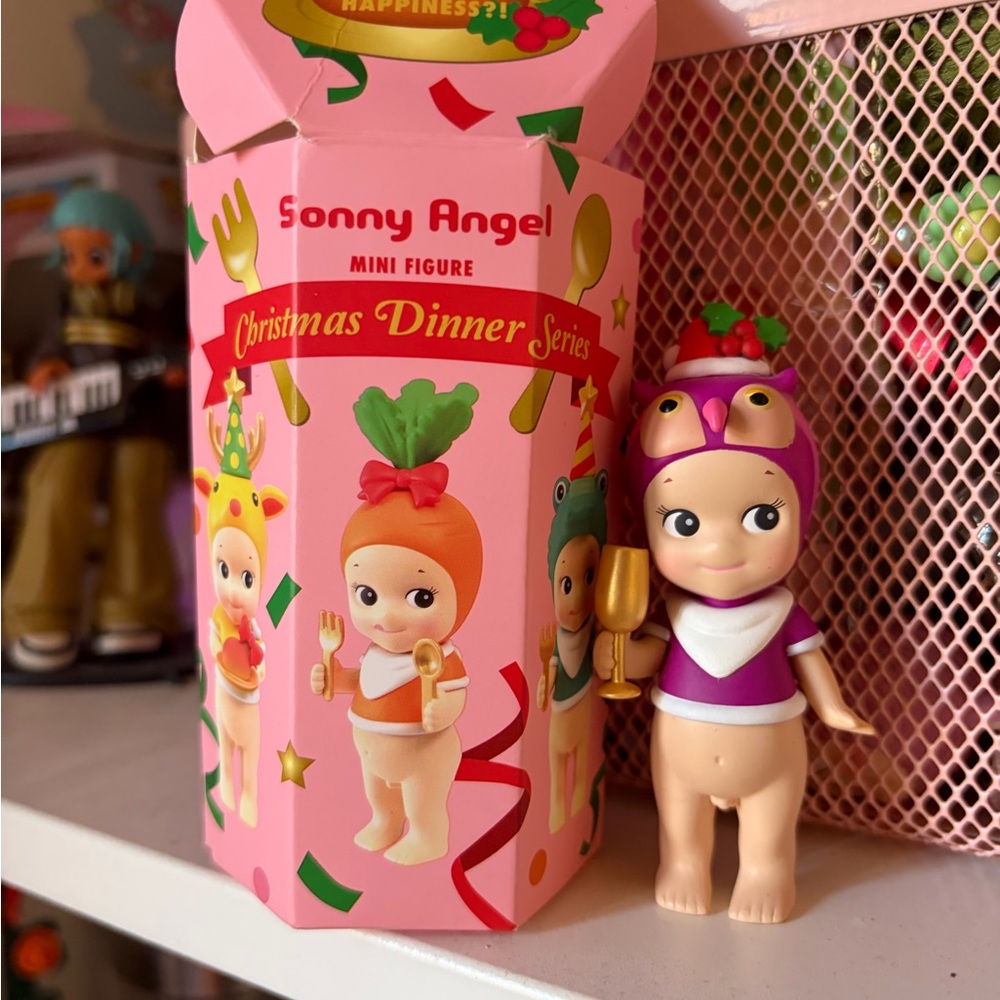 HAPPINESS?!
Sonny Angel
MINI FIGURE
Christmas Dinner Series